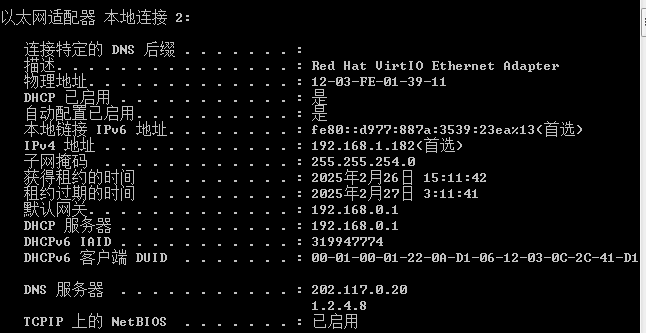 以太网适配器 本地连接 2:
连接特定的 DNS 后缀 . . . . . . . :
描述. . . . . . . . . . . . . . . : Red Hat VirtIO Ethernet Adapter
物理地址. . . . . . . . . . . . . : 12-03-FE-01-39-11
DHCP 已启用 . . . . . . . . . . . : 是
自动配置已启用. . . . . . . . . . : 是
本地链接 IPv6 地址. . . . . . . . : fe80::d977:887a:3539:23ea%13(首选)
IPv4 地址 . . . . . . . . . . . . : 192.168.1.182(首选)
子网掩码 . . . . . . . . . . . . : 255.255.254.0
获得租约的时间 . . . . . . . . . : 2025年2月26日 15:11:42
租约过期的时间 . . . . . . . . . : 2025年2月27日 3:11:41
默认网关. . . . . . . . . . . . . : 192.168.0.1
DHCP 服务器 . . . . . . . . . . . : 192.168.0.1
DHCPv6 IAID . . . . . . . . . . . : 319947774
DHCPv6 客户端 DUID . . . . . . . : 00-01-00-01-22-0A-D1-06-12-03-0C-2C-41-D1
DNS 服务器 . . . . . . . . . . . : 202.117.0.20
1.2.4.8
TCPIP 上的 NetBIOS . . . . . . . : 已启用